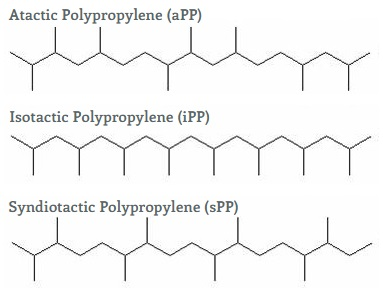 Atactic Polypropylene (aPP)
Isotactic Polypropylene (iPP)
Syndiotactic Polypropylene (sPP)